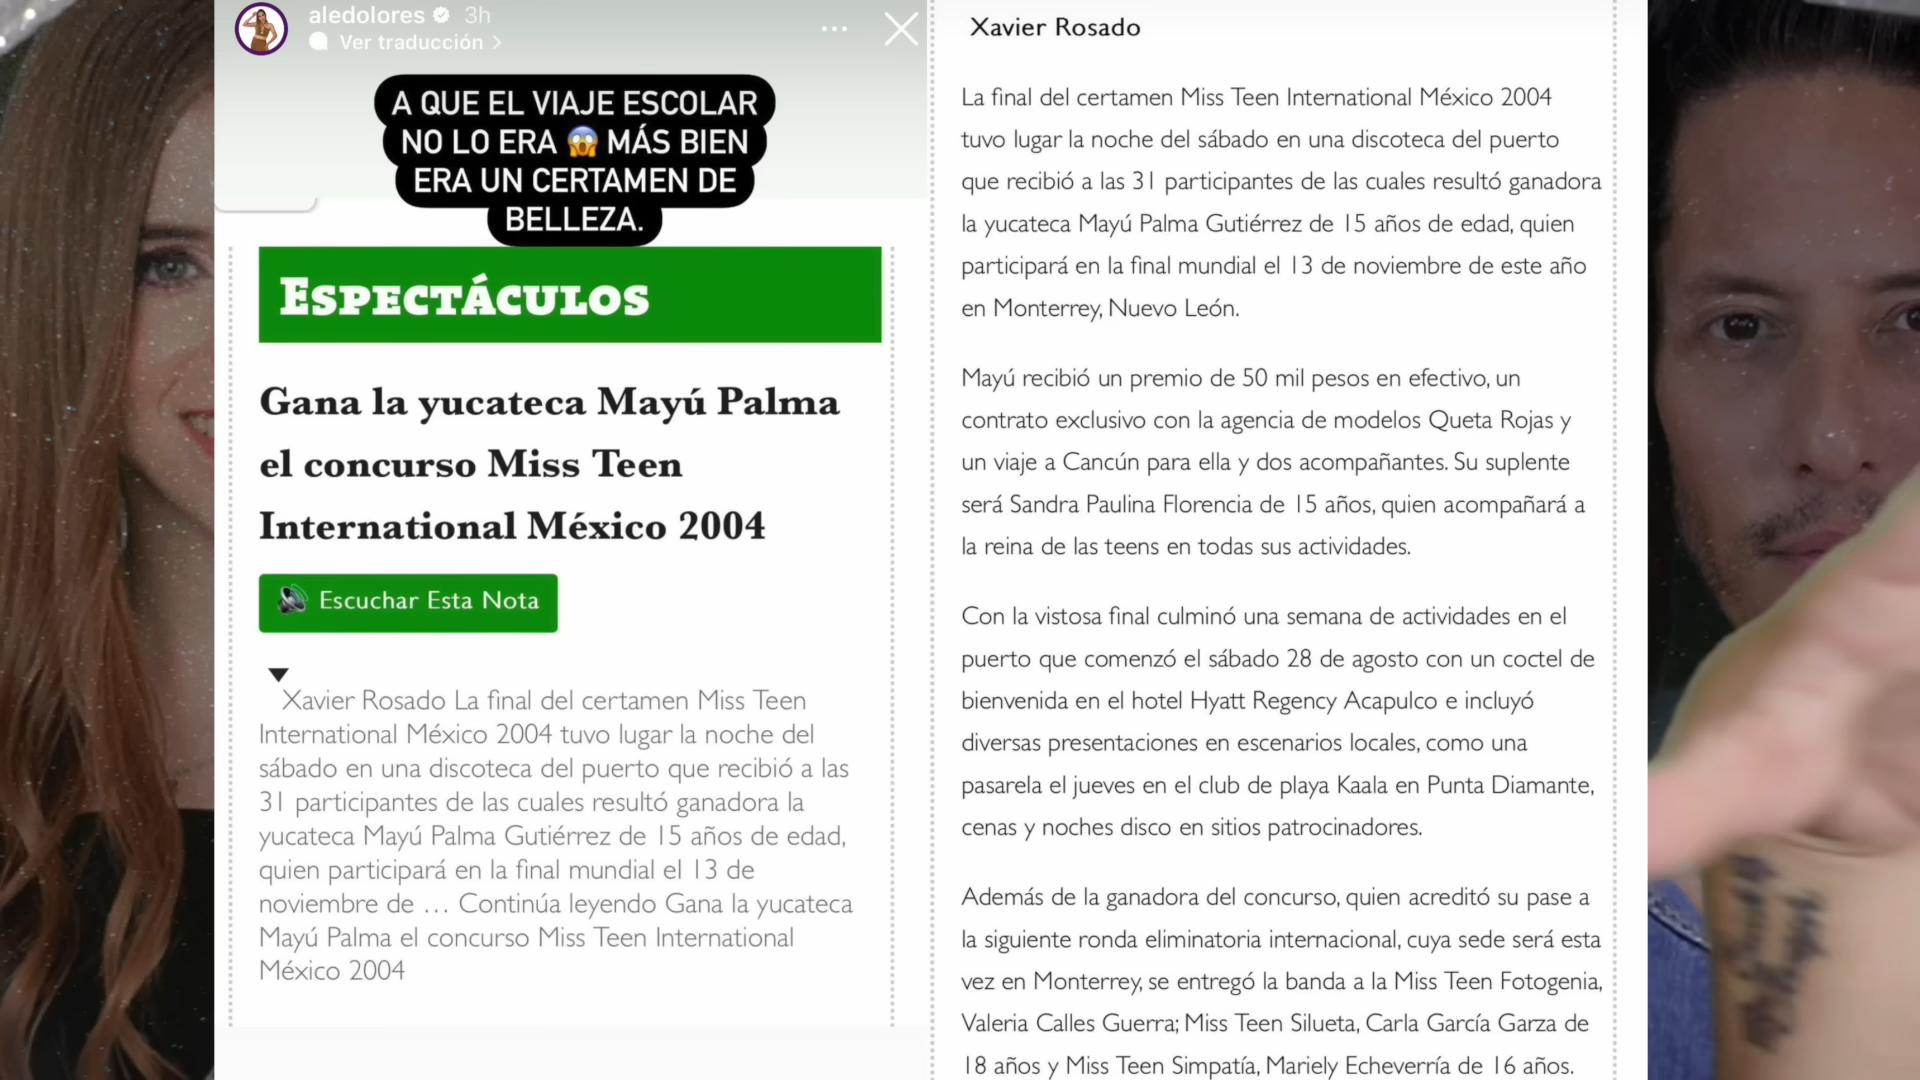 aledolores 3h
Ver traducción
A QUE EL VIAJE ESCOLAR
NO LO ERA 😱 MÁS BIEN
ERA UN CERTAMEN DE
BELLEZA.
ESPECTÁCULOS
Gana la yucateca Mayú Palma
el concurso Miss Teen
International México 2004
Escuchar Esta Nota
Xavier Rosado La final del certamen Miss Teen
International México 2004 tuvo lugar la noche del
sábado en una discoteca del puerto que recibió a las
31 participantes de las cuales resultó ganadora la
yucateca Mayú Palma Gutiérrez de 15 años de edad,
quien participará en la final mundial el 13 de
noviembre de … Continúa leyendo Gana la yucateca
Mayú Palma el concurso Miss Teen International
México 2004
Xavier Rosado
La final del certamen Miss Teen International México 2004
tuvo lugar la noche del sábado en una discoteca del puerto
que recibió a las 31 participantes de las cuales resultó ganadora
la yucateca Mayú Palma Gutiérrez de 15 años de edad, quien
participará en la final mundial el 13 de noviembre de este año
en Monterrey, Nuevo León.
Mayú recibió un premio de 50 mil pesos en efectivo, un
contrato exclusivo con la agencia de modelos Queta Rojas y
un viaje a Cancún para ella y dos acompañantes. Su suplente
será Sandra Paulina Florencia de 15 años, quien acompañará a
la reina de las teens en todas sus actividades.
Con la vistosa final culminó una semana de actividades en el
puerto que comenzó el sábado 28 de agosto con un coctel de
bienvenida en el hotel Hyatt Regency Acapulco e incluyó
diversas presentaciones en escenarios locales, como una
pasarela el jueves en el club de playa Kaala en Punta Diamante,
cenas y noches disco en sitios patrocinadores.
Además de la ganadora del concurso, quien acreditó su pase a
la siguiente ronda eliminatoria internacional, cuya sede será esta
vez en Monterrey, se entregó la banda a la Miss Teen Fotogenia,
Valeria Calles Guerra; Miss Teen Silueta, Carla García Garza de
18 años y Miss Teen Simpatía, Mariely Echeverría de 16 años.